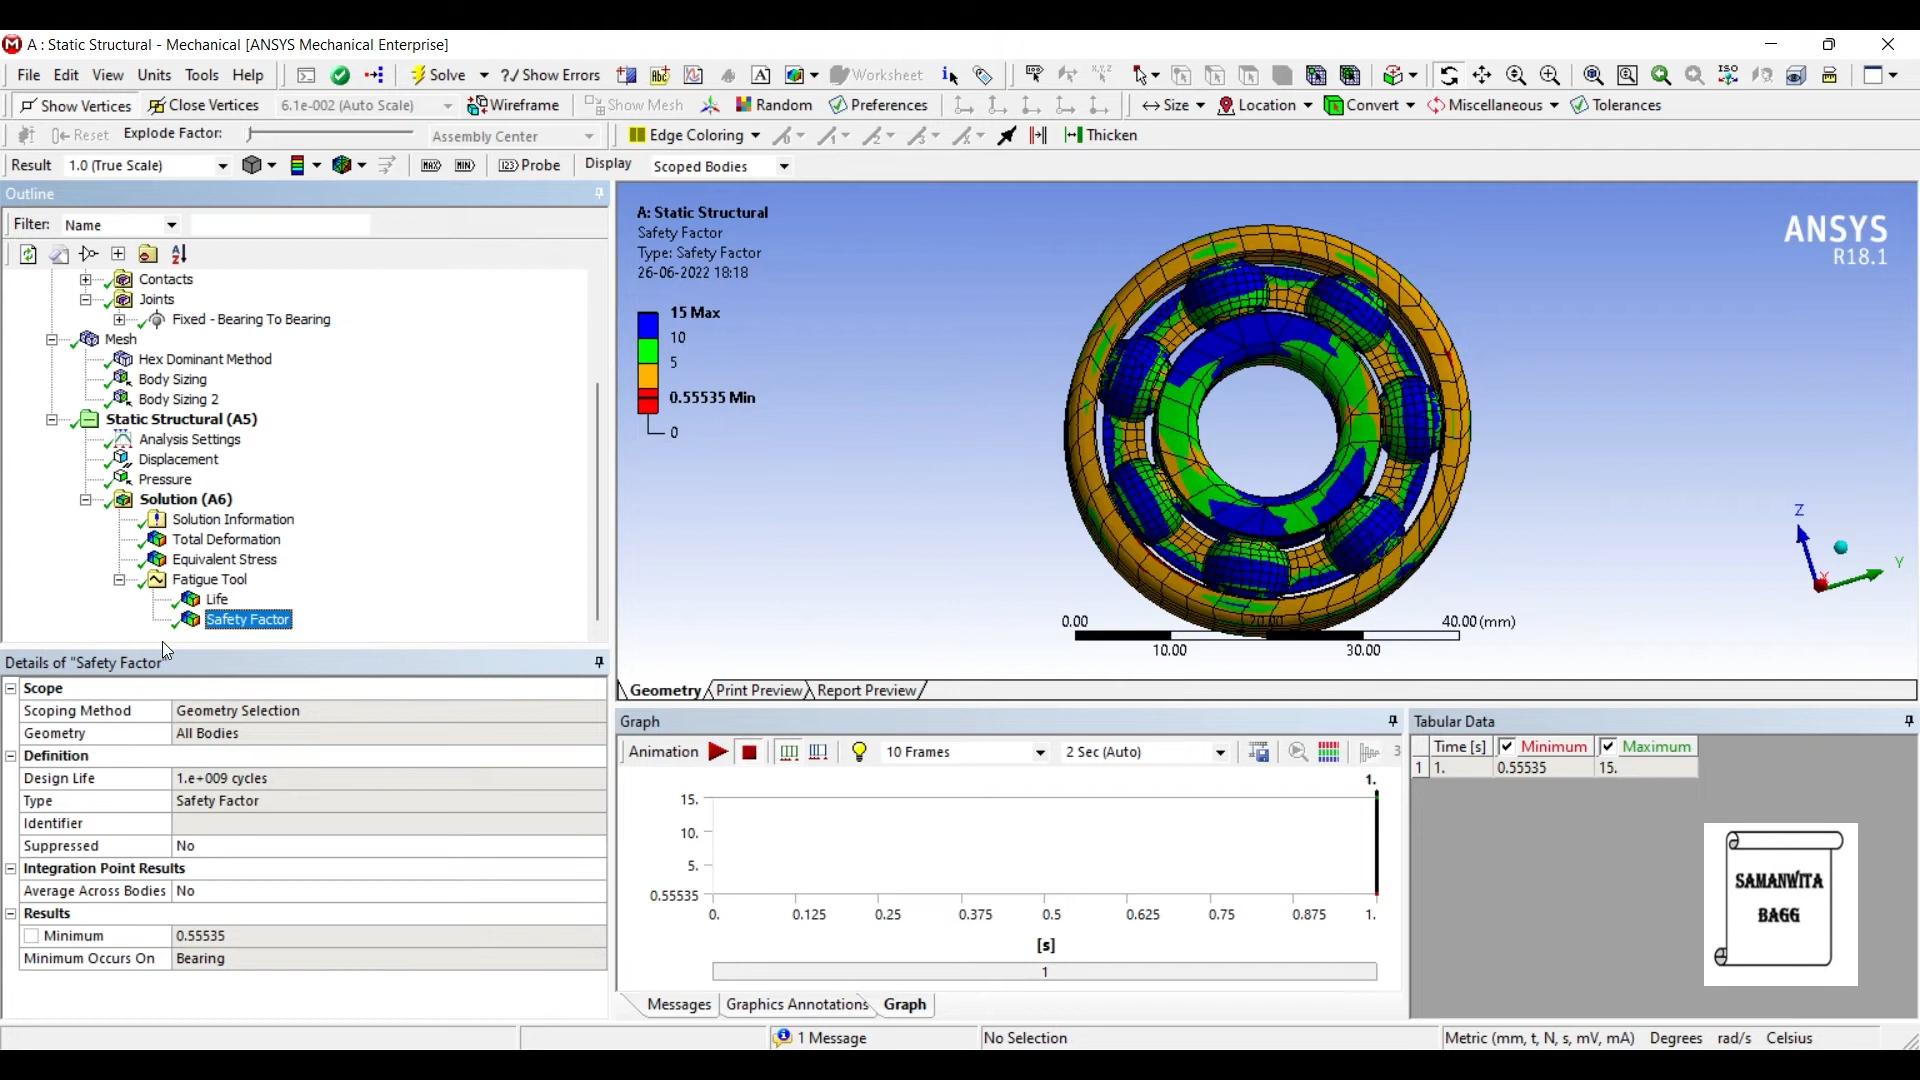 A : Static Structural - Mechanical [ANSYS Mechanical Enterprise]
File Edit View Units Tools Help Solve ?/ Show Errors Worksheet
Show Vertices Close Vertices 6.1e-002 (Auto Scale) Wireframe Show Mesh Random Preferences Size Location Convert Miscellaneous Tolerances
Reset Explode Factor: Assembly Center Edge Coloring Thicken
Result 1.0 (True Scale) MAX MIN Probe Display Scoped Bodies
Outline
Filter: Name
Contacts
Joints
Fixed - Bearing To Bearing
Mesh
Hex Dominant Method
Body Sizing
Body Sizing 2
Static Structural (A5)
Analysis Settings
Displacement
Pressure
Solution (A6)
Solution Information
Total Deformation
Equivalent Stress
Fatigue Tool
Life
Safety Factor
Details of "Safety Factor"
Scope
Scoping Method Geometry Selection
Geometry All Bodies
Definition
Design Life 1.e+009 cycles
Type Safety Factor
Identifier
Suppressed No
Integration Point Results
Average Across Bodies No
Results
Minimum 0.55535
Minimum Occurs On Bearing
A: Static Structural
Safety Factor
Type: Safety Factor
26-06-2022 18:18
15 Max
10
5
0.55535 Min
0
ANSYS
R18.1
Z
Y
X
0.00 20.00 40.00 (mm)
10.00 30.00
Geometry Print Preview Report Preview
Graph
Animation 10 Frames 2 Sec (Auto) 3
1.
15.
10.
5.
0.55535
0. 0.125 0.25 0.375 0.5 0.625 0.75 0.875 1.
[s]
1
Messages Graphics Annotations Graph
Tabular Data
Time [s] Minimum Maximum
1 1. 0.55535 15.
SAMANWITA
BAGG
1 Message No Selection Metric (mm, t, N, s, mV, mA) Degrees rad/s Celsius